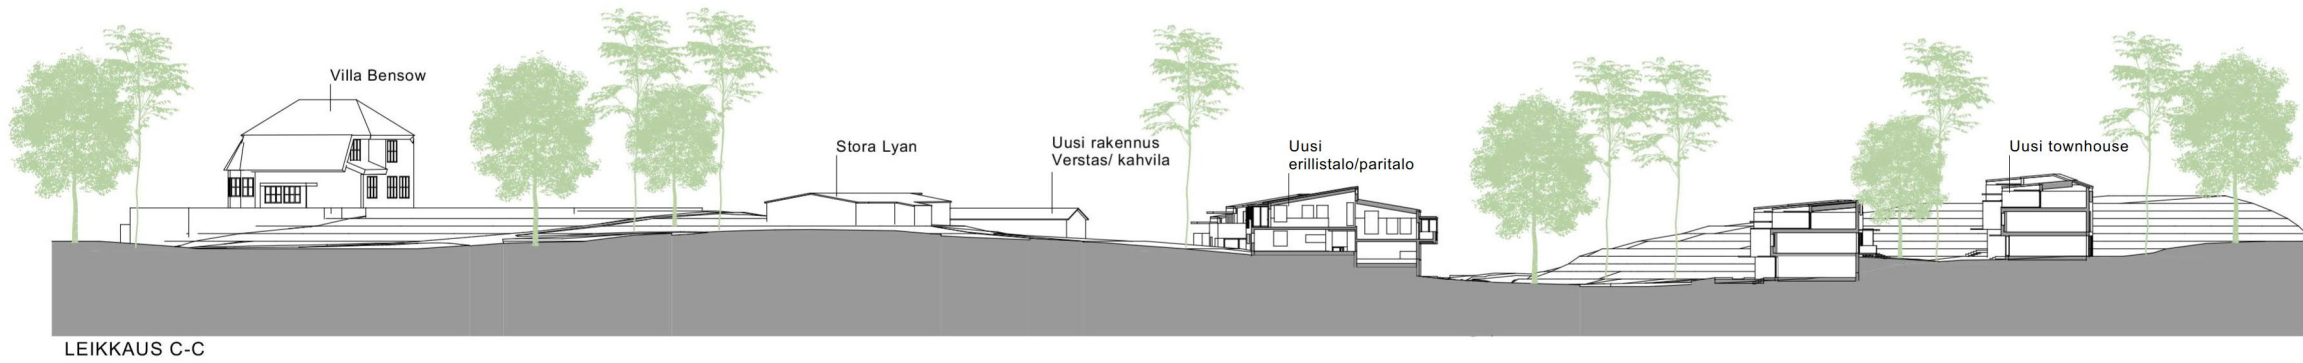 Villa Bensow
Stora Lyan
Uusi rakennus
Verstas/ kahvila
Uusi
erillistalo/paritalo
Uusi townhouse
LEIKKAUS C-C